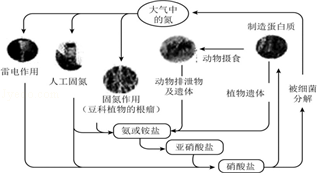 大气中的氮
制造蛋白质
动物摄食
雷电作用
人工固氮
固氮作用
(豆科植物的根瘤)
动物排泄物
及遗体
植物遗体
被细菌
分解
氨或铵盐
亚硝酸盐
硝酸盐